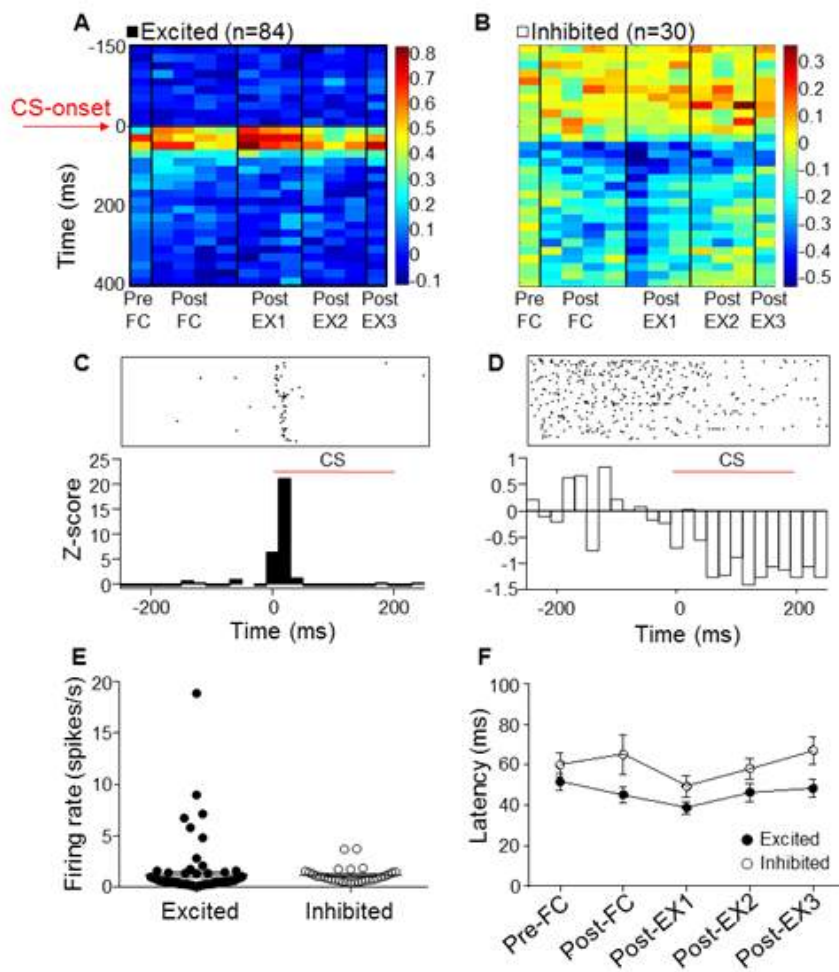 A ■ Excited (n=84)
B □ Inhibited (n=30)
CS-onset
Time (ms)
-150
0
200
400
0.8
0.7
0.6
0.5
0.4
0.3
0.2
0.1
0
-0.1
Pre FC
Post FC
Post EX1
Post EX2
Post EX3
0.3
0.2
0.1
0
-0.1
-0.2
-0.3
-0.4
-0.5
Pre FC
Post FC
Post EX1
Post EX2
Post EX3
C
CS
Z-score
25
20
15
10
5
0
-200 0 200
Time (ms)
D
CS
1
0.5
0
-0.5
-1
-1.5
-200 0 200
Time (ms)
E
Firing rate (spikes/s)
20
15
10
5
0
Excited Inhibited
F
Latency (ms)
100
80
60
40
20
0
Excited
Inhibited
Pre-FC
Post-FC
Post-EX1
Post-EX2
Post-EX3